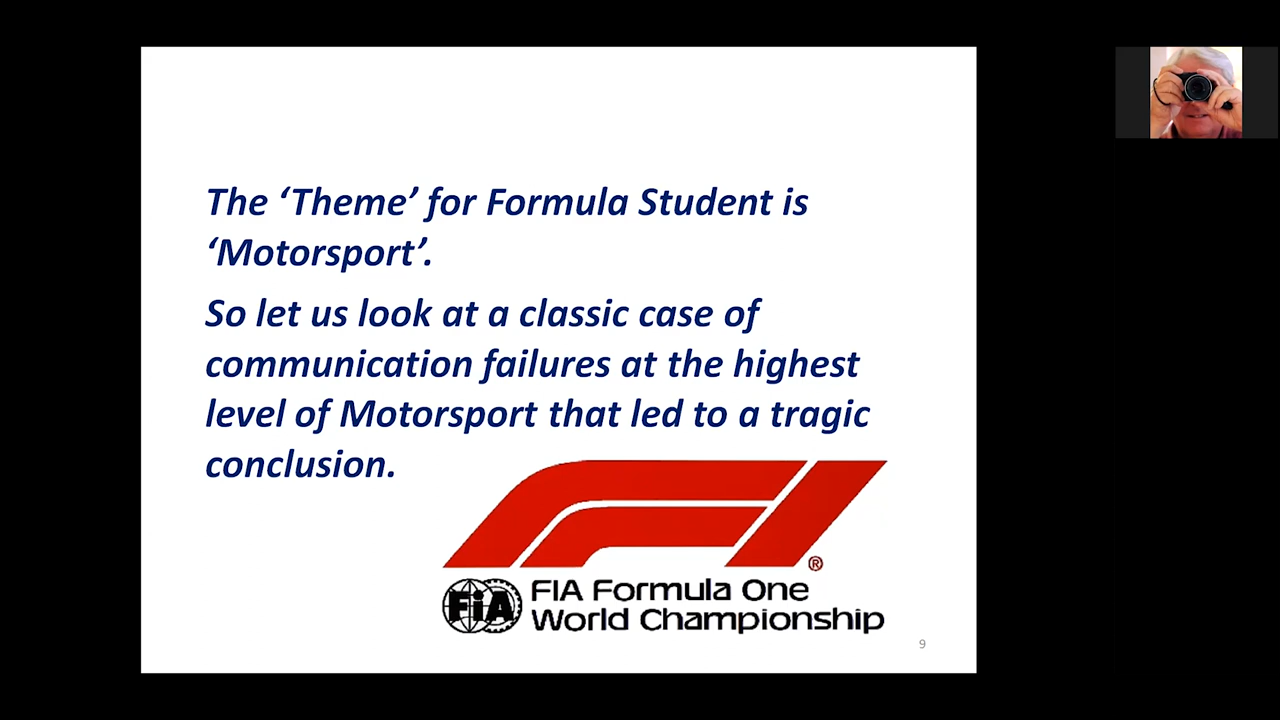 The ‘Theme’ for Formula Student is
‘Motorsport’.
So let us look at a classic case of
communication failures at the highest
level of Motorsport that led to a tragic
conclusion.
F1
®
FiA
FIA Formula One
World Championship
9